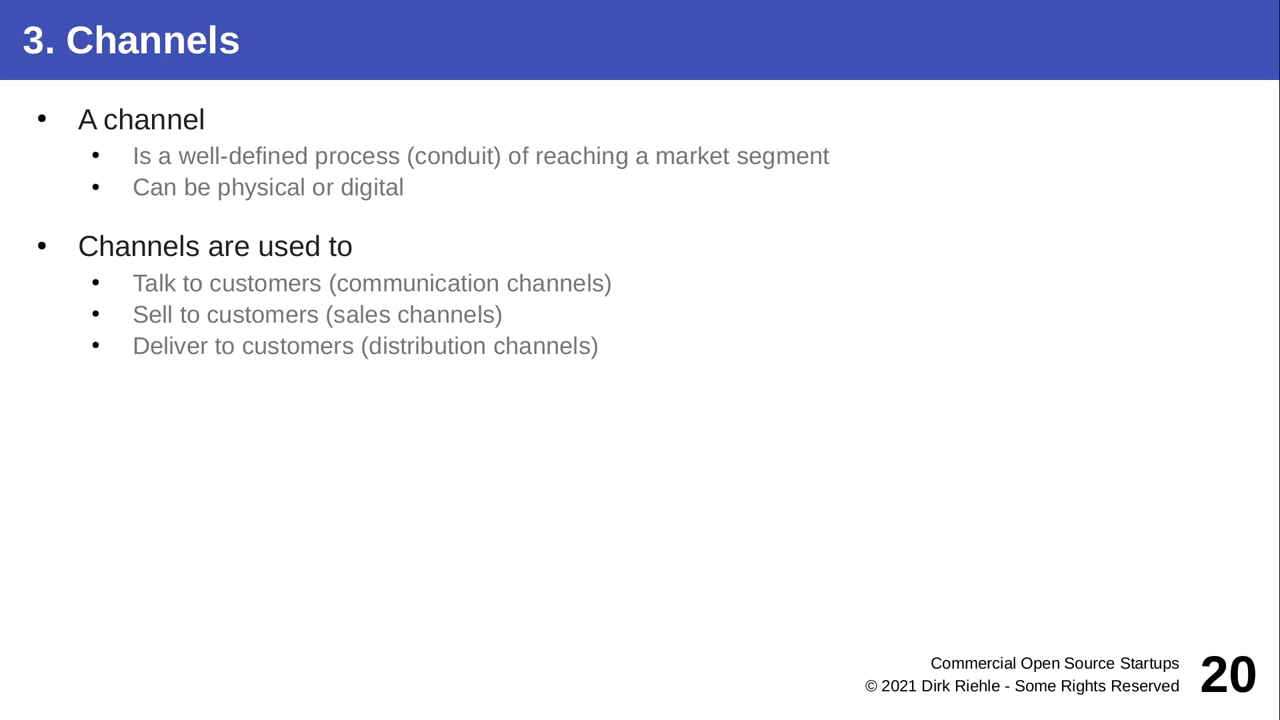 3. Channels
• A channel
• Is a well-defined process (conduit) of reaching a market segment
• Can be physical or digital
• Channels are used to
• Talk to customers (communication channels)
• Sell to customers (sales channels)
• Deliver to customers (distribution channels)
Commercial Open Source Startups
© 2021 Dirk Riehle - Some Rights Reserved
20